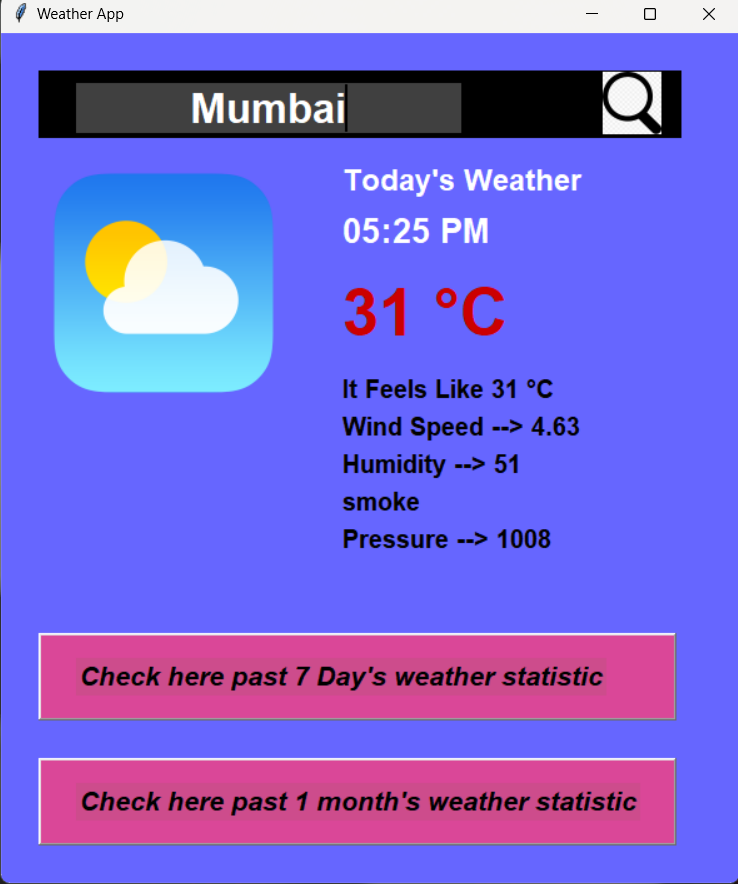 Weather App
Mumbai
Today's Weather
05:25 PM
31 °C
It Feels Like 31 °C
Wind Speed --> 4.63
Humidity --> 51
smoke
Pressure --> 1008
Check here past 7 Day's weather statistic
Check here past 1 month's weather statistic